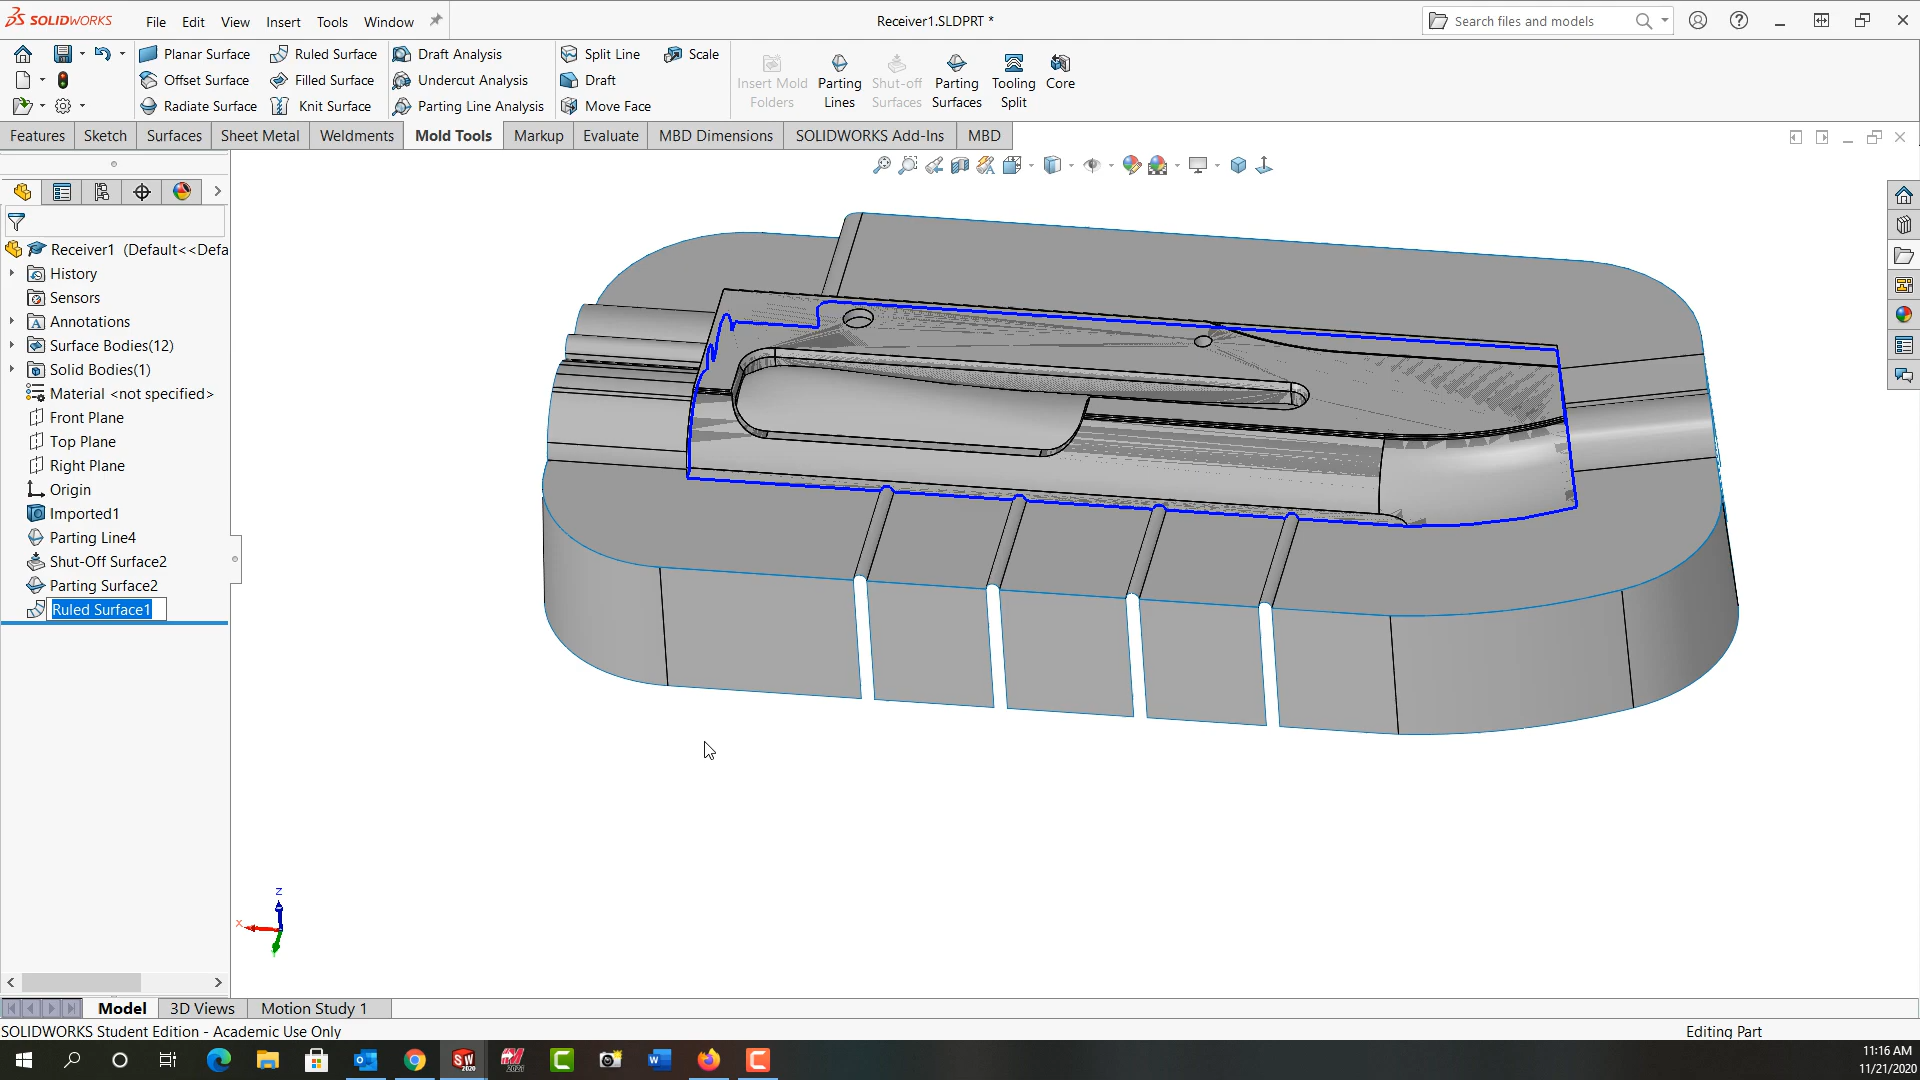 SOLIDWORKS
File Edit View Insert Tools Window
Receiver1.SLDPRT *
Search files and models
Planar Surface Ruled Surface Draft Analysis Split Line Scale
Offset Surface Filled Surface Undercut Analysis Draft
Radiate Surface Knit Surface Parting Line Analysis Move Face
Insert Mold Folders
Parting Lines
Shut-off Surfaces
Parting Surfaces
Tooling Split
Core
Features Sketch Surfaces Sheet Metal Weldments Mold Tools Markup Evaluate MBD Dimensions SOLIDWORKS Add-Ins MBD
Receiver1 (Default<<Defa
History
Sensors
Annotations
Surface Bodies(12)
Solid Bodies(1)
Material <not specified>
Front Plane
Top Plane
Right Plane
Origin
Imported1
Parting Line4
Shut-Off Surface2
Parting Surface2
Ruled Surface1
Z
X
Model 3D Views Motion Study 1
SOLIDWORKS Student Edition - Academic Use Only
Editing Part
SW
2020
2021
11:16 AM
11/21/2020